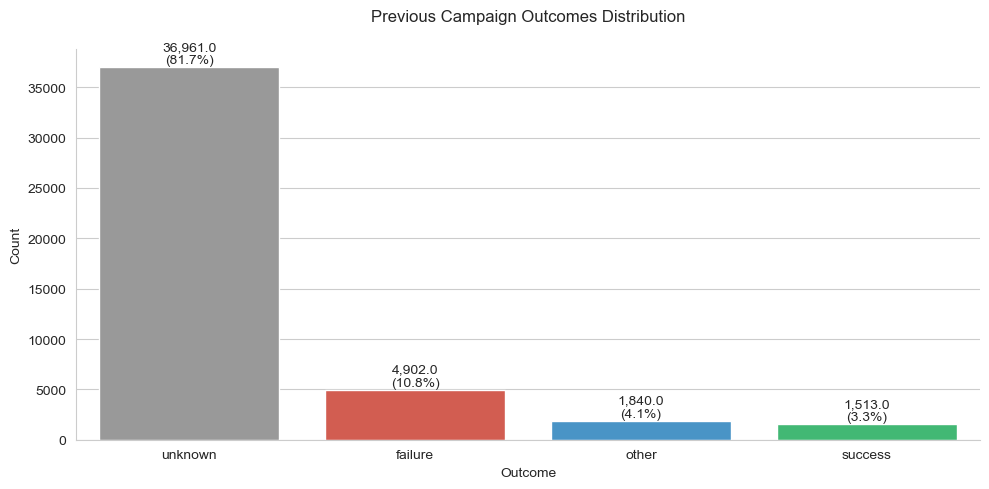 Previous Campaign Outcomes Distribution
36,961.0
(81.7%)
4,902.0
(10.8%)
1,840.0
(4.1%)
1,513.0
(3.3%)
35000
30000
25000
20000
15000
10000
5000
0
Count
unknown
failure
other
success
Outcome